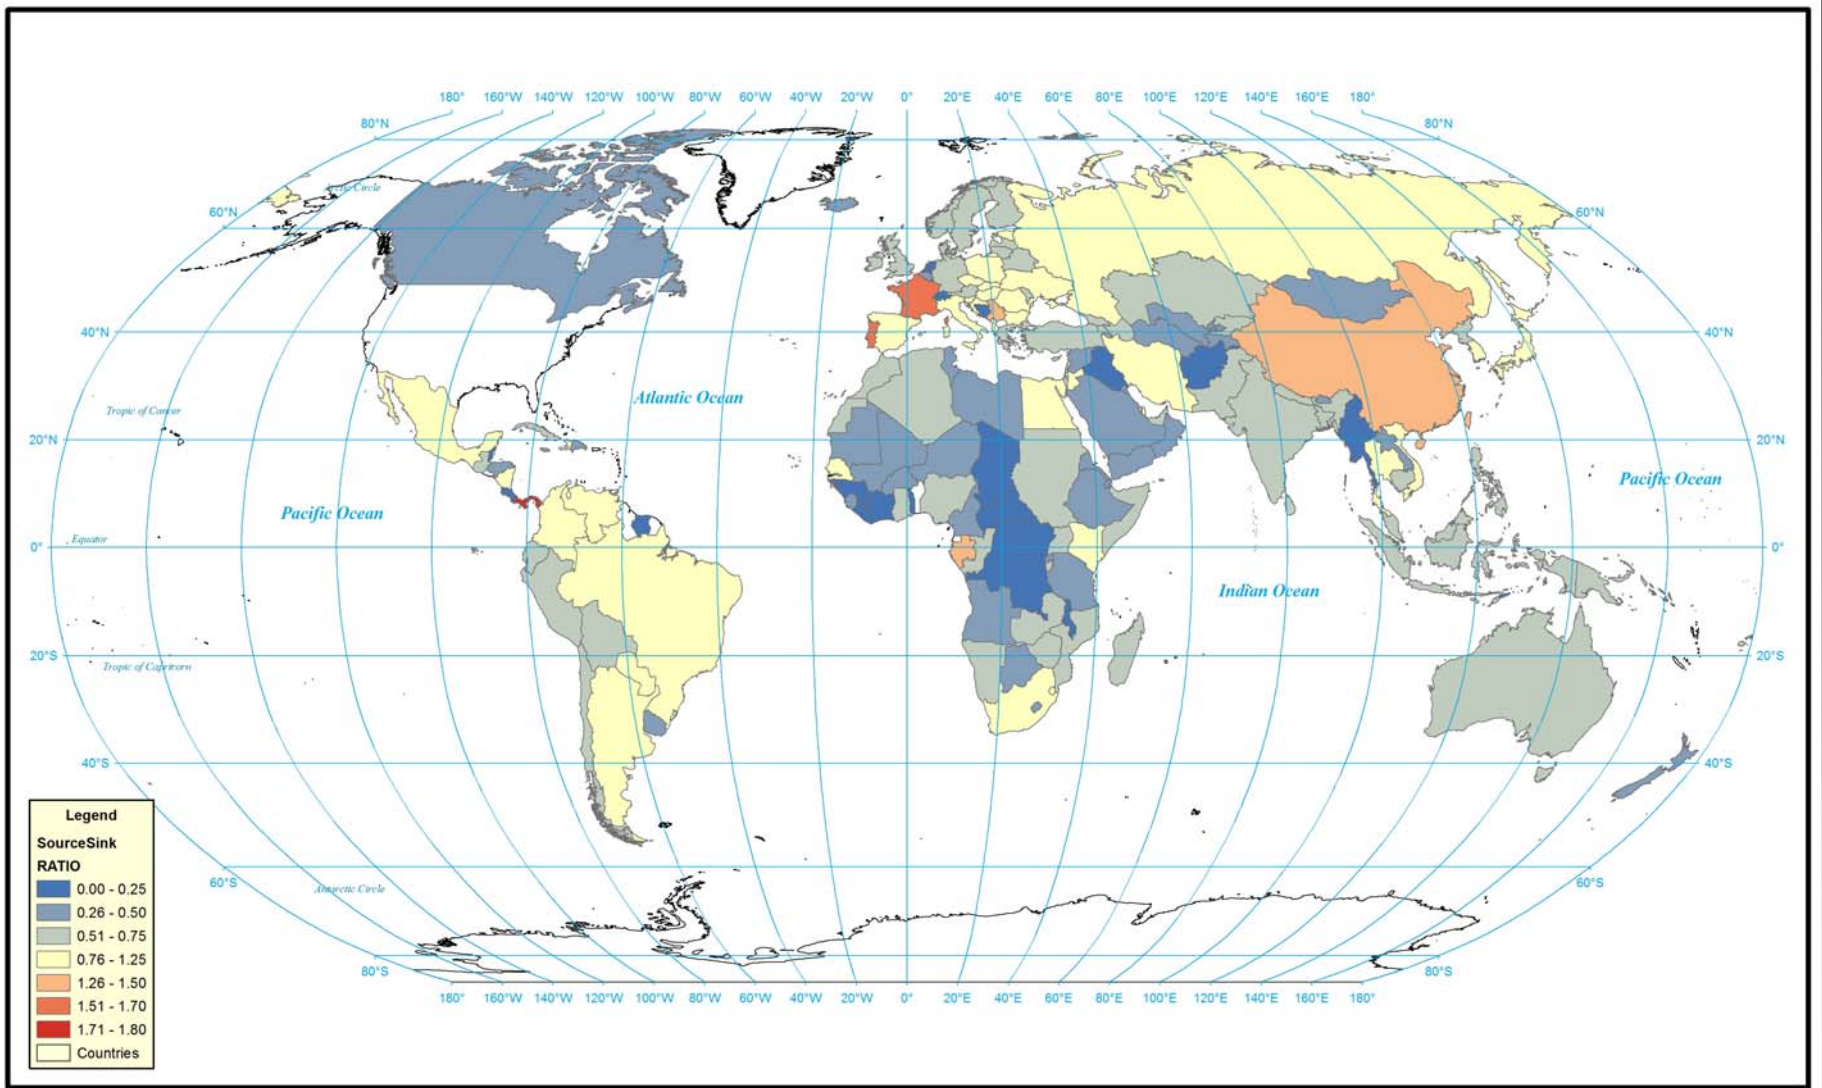 180° 160°W 140°W 120°W 100°W 80°W 60°W 40°W 20°W 0° 20°E 40°E 60°E 80°E 100°E 120°E 140°E 160°E 180°
80°N 80°N
Arctic Circle
60°N 60°N
40°N 40°N
Atlantic Ocean
Tropic of Cancer
20°N 20°N
Pacific Ocean
Pacific Ocean
Equator
0° 0°
Indian Ocean
20°S 20°S
Tropic of Capricorn
40°S 40°S
Legend
SourceSink
RATIO
0.00 - 0.25
0.26 - 0.50
0.51 - 0.75
0.76 - 1.25
1.26 - 1.50
1.51 - 1.70
1.71 - 1.80
Countries
60°S 60°S
Antarctic Circle
80°S 80°S
180° 160°W 140°W 120°W 100°W 80°W 60°W 40°W 20°W 0° 20°E 40°E 60°E 80°E 100°E 120°E 140°E 160°E 180°